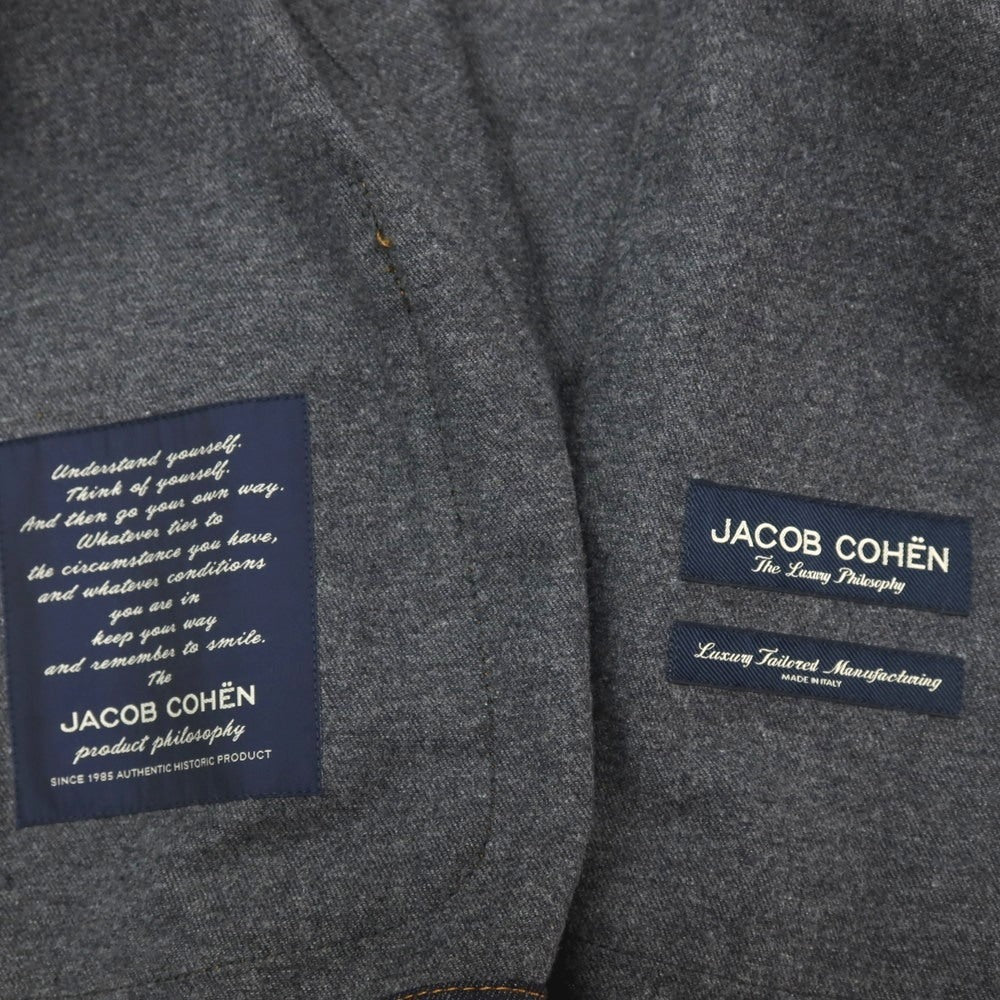 Understand yourself.
Think of yourself.
And then go your own way.
Whatever ties to
the circumstance you have,
and whatever conditions
you are in
keep your way
and remember to smile.
The
JACOB COHËN
product philosophy
SINCE 1985 AUTHENTIC HISTORIC PRODUCT
JACOB COHËN
The Luxury Philosophy
Luxury Tailored Manufacturing
MADE IN ITALY